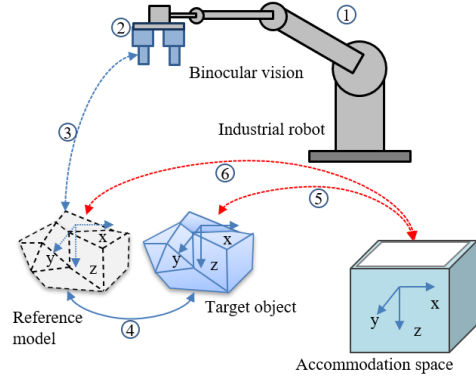 ①
②
Binocular vision
③
Industrial robot
⑥
⑤
x
y
z
x
y
z
x
y
z
Reference
model
④
Target object
Accommodation space